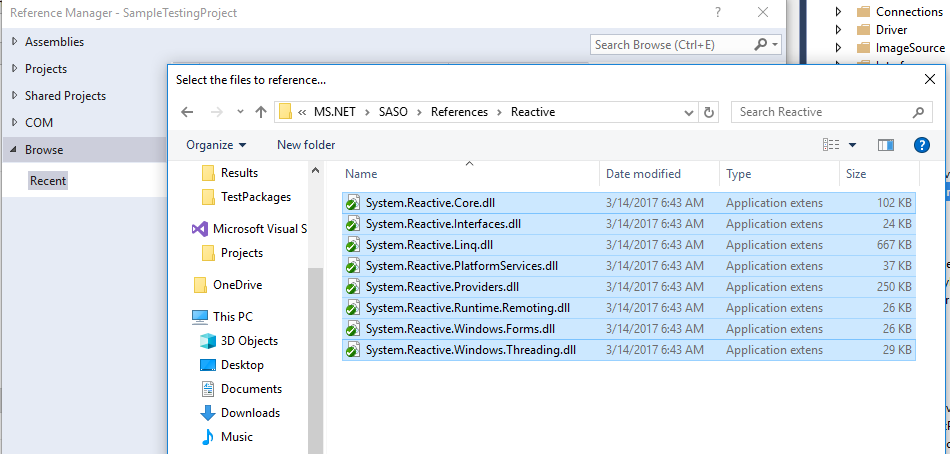 Reference Manager - SampleTestingProject
Assemblies
Search Browse (Ctrl+E)
Projects
Shared Projects
COM
Browse
Recent
Connections
Driver
ImageSource
Select the files to reference...
« MS.NET > SASO > References > Reactive
Search Reactive
Organize
New folder
Results
TestPackages
Microsoft Visual S
Projects
OneDrive
This PC
3D Objects
Desktop
Documents
Downloads
Music
Name Date modified Type Size
System.Reactive.Core.dll 3/14/2017 6:43 AM Application extens 102 KB
System.Reactive.Interfaces.dll 3/14/2017 6:43 AM Application extens 24 KB
System.Reactive.Linq.dll 3/14/2017 6:43 AM Application extens 667 KB
System.Reactive.PlatformServices.dll 3/14/2017 6:43 AM Application extens 37 KB
System.Reactive.Providers.dll 3/14/2017 6:43 AM Application extens 250 KB
System.Reactive.Runtime.Remoting.dll 3/14/2017 6:43 AM Application extens 26 KB
System.Reactive.Windows.Forms.dll 3/14/2017 6:43 AM Application extens 26 KB
System.Reactive.Windows.Threading.dll 3/14/2017 6:43 AM Application extens 29 KB